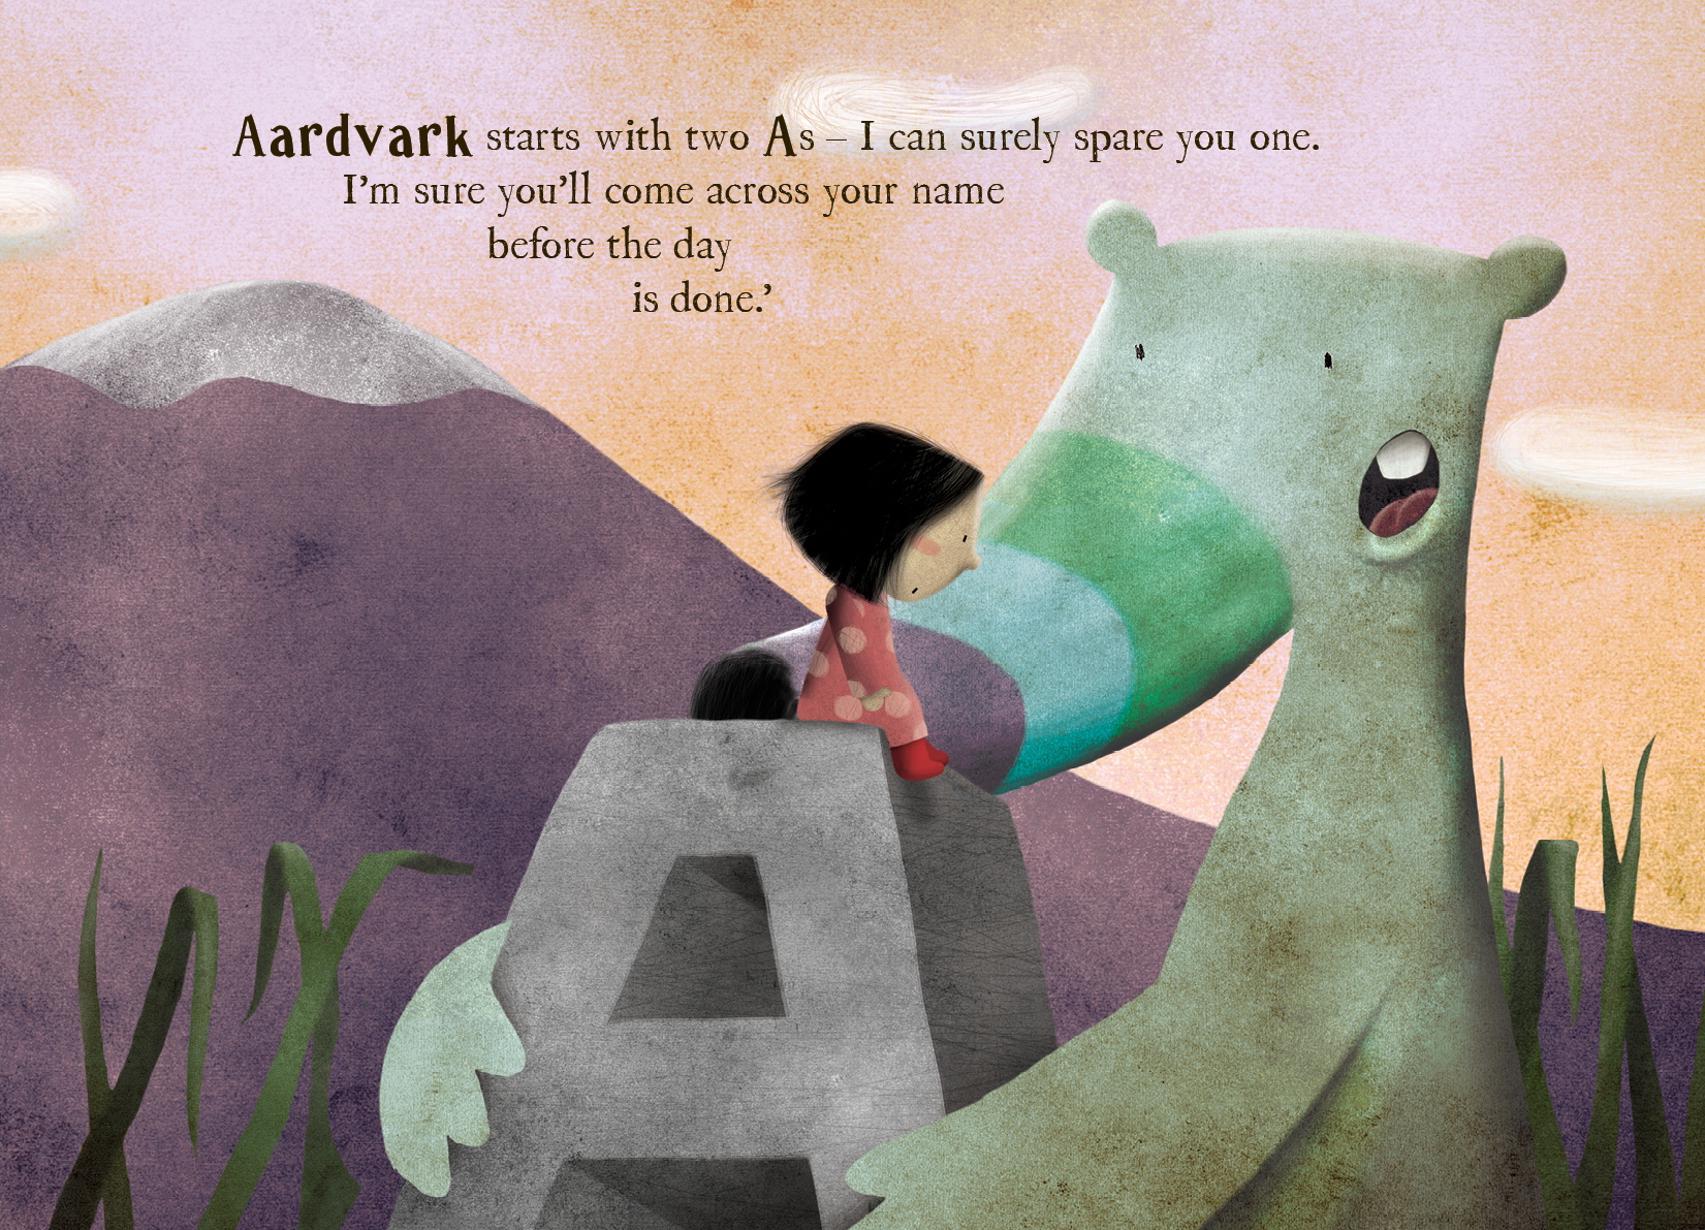 Aardvark starts with two As – I can surely spare you one.
I’m sure you’ll come across your name
before the day
is done.’
A